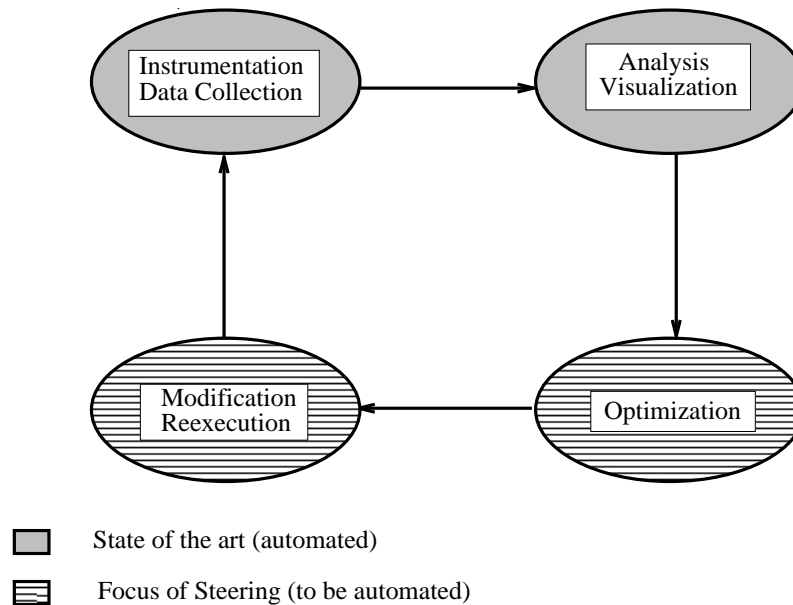 Instrumentation
Data Collection
Analysis
Visualization
Modification
Reexecution
Optimization
State of the art (automated)
Focus of Steering (to be automated)